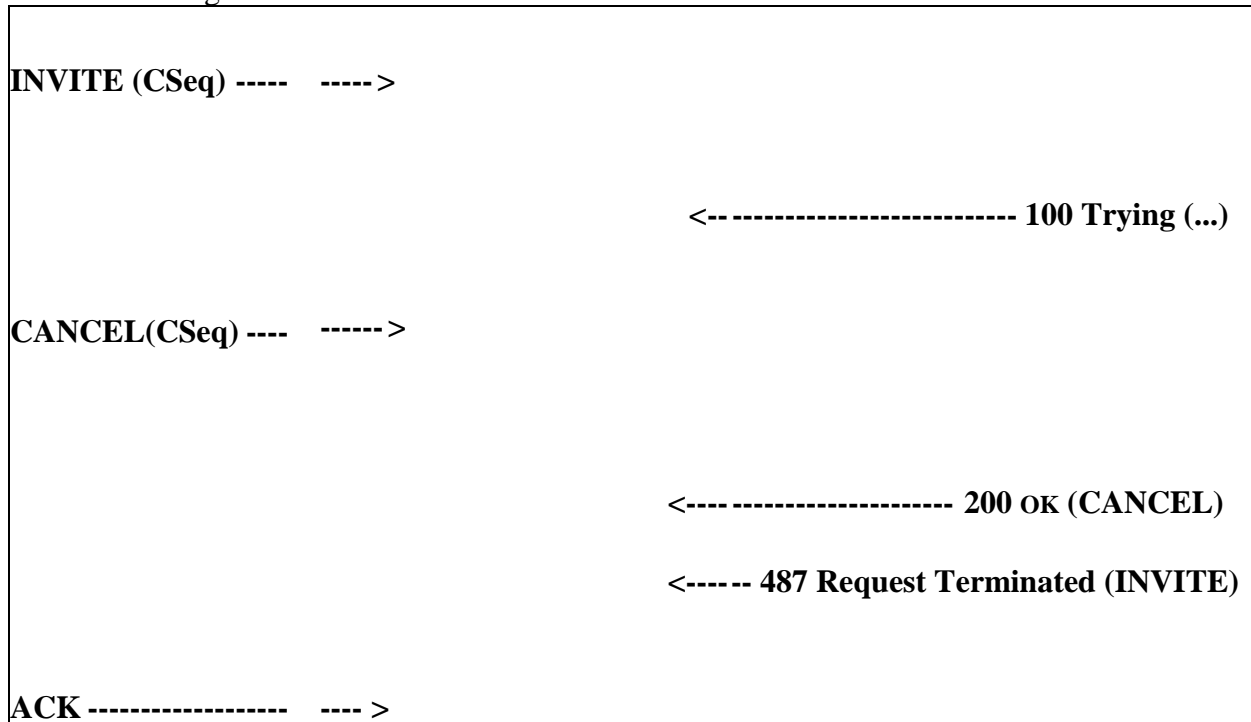 INVITE (CSeq) ----- ----- >
<-- --------------------------- 100 Trying (...)
CANCEL(CSeq) ---- ------ >
<---- --------------------- 200 OK (CANCEL)
<------ 487 Request Terminated (INVITE)
ACK ------------------- ---- >